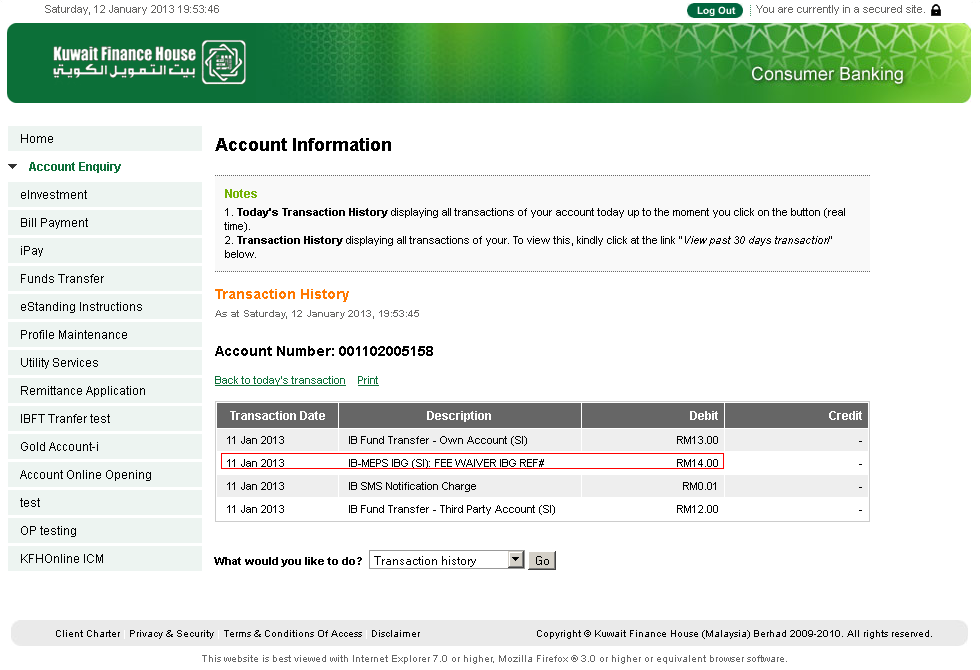 Saturday, 12 January 2013 19:53:46
Log Out
You are currently in a secured site.
Kuwait Finance House
بيت التمويل الكويتي
Consumer Banking
Home
Account Enquiry
eInvestment
Bill Payment
iPay
Funds Transfer
eStanding Instructions
Profile Maintenance
Utility Services
Remittance Application
IBFT Tranfer test
Gold Account-i
Account Online Opening
test
OP testing
KFHOnline ICM
Account Information
Notes
1. Today's Transaction History displaying all transactions of your account today up to the moment you click on the button (real
time).
2. Transaction History displaying all transactions of your. To view this, kindly click at the link "View past 30 days transaction"
below.
Transaction History
As at Saturday, 12 January 2013, 19:53:45
Account Number: 001102005158
Back to today's transaction Print
Transaction Date Description Debit Credit
11 Jan 2013 IB Fund Transfer - Own Account (SI) RM13.00 -
11 Jan 2013 IB-MEPS IBG (SI): FEE WAIVER IBG REF# RM14.00 -
11 Jan 2013 IB SMS Notification Charge RM0.01 -
11 Jan 2013 IB Fund Transfer - Third Party Account (SI) RM12.00 -
What would you like to do? Transaction history Go
Client Charter Privacy & Security Terms & Conditions Of Access Disclaimer
Copyright © Kuwait Finance House (Malaysia) Berhad 2009-2010. All rights reserved.
This website is best viewed with Internet Explorer 7.0 or higher, Mozilla Firefox ® 3.0 or higher or equivalent browser software.